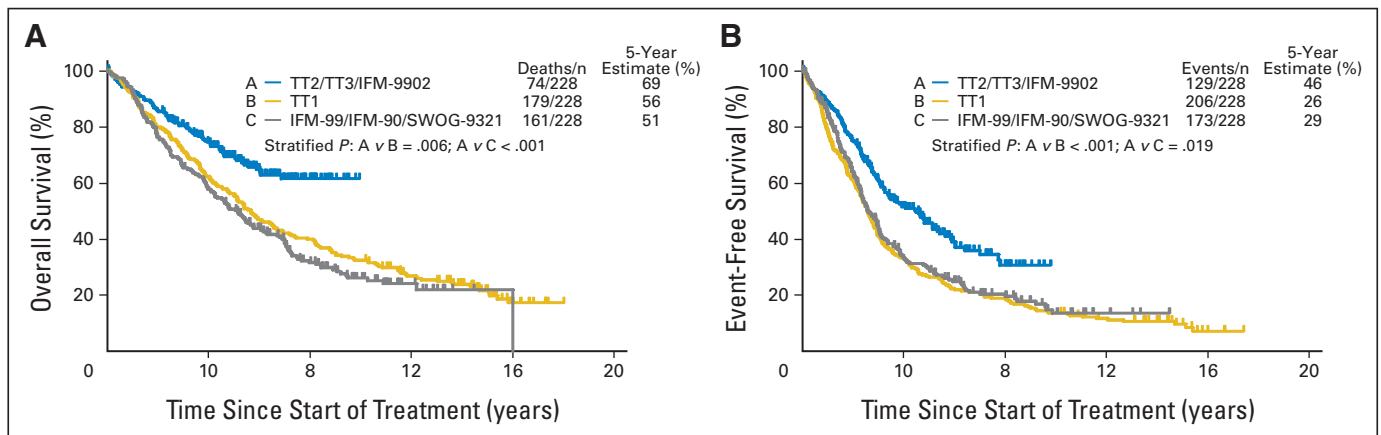 A
5-Year
Deaths/n Estimate (%)
A TT2/TT3/IFM-9902 74/228 69
B TT1 179/228 56
C IFM-99/IFM-90/SWOG-9321 161/228 51
Stratified P: A v B = .006; A v C < .001
Overall Survival (%)
100
80
60
40
20
0 10 8 12 16 20
Time Since Start of Treatment (years)
B
5-Year
Events/n Estimate (%)
A TT2/TT3/IFM-9902 129/228 46
B TT1 206/228 26
C IFM-99/IFM-90/SWOG-9321 173/228 29
Stratified P: A v B < .001; A v C = .019
Event-Free Survival (%)
100
80
60
40
20
0 10 8 12 16 20
Time Since Start of Treatment (years)